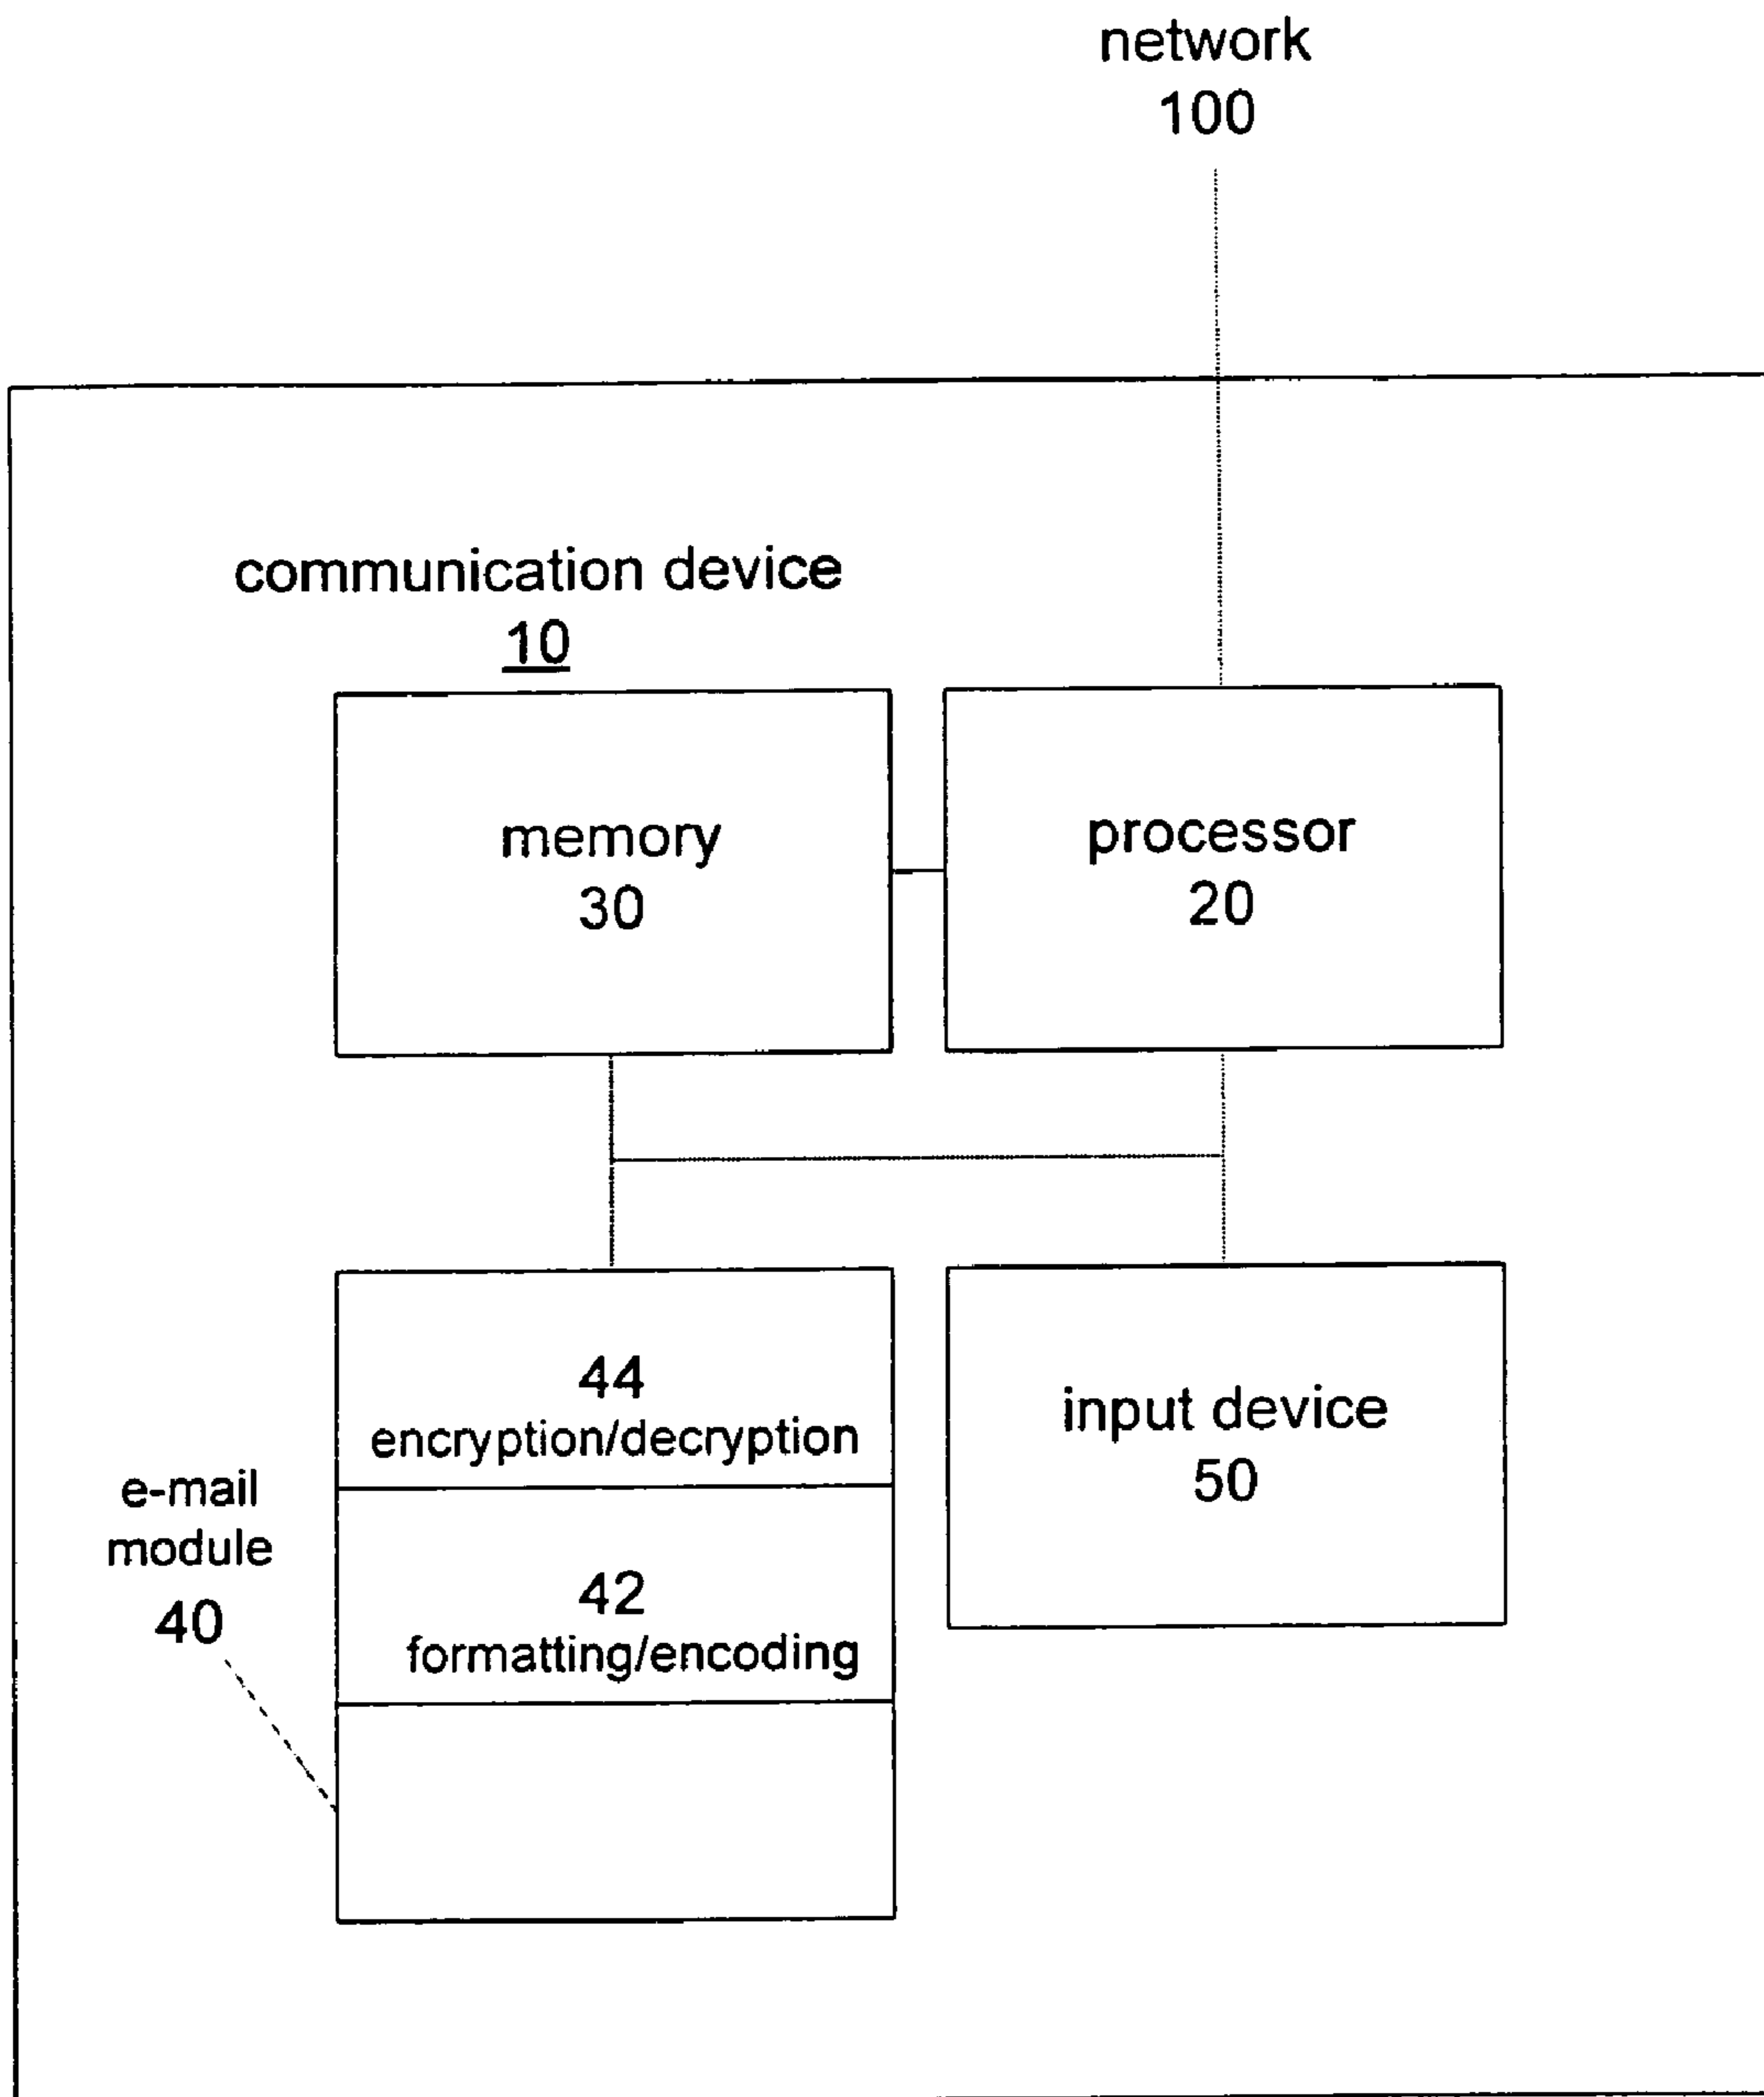 network
100
communication device
10
memory
30
processor
20
44
encryption/decryption
input device
50
e-mail
module
40
42
formatting/encoding